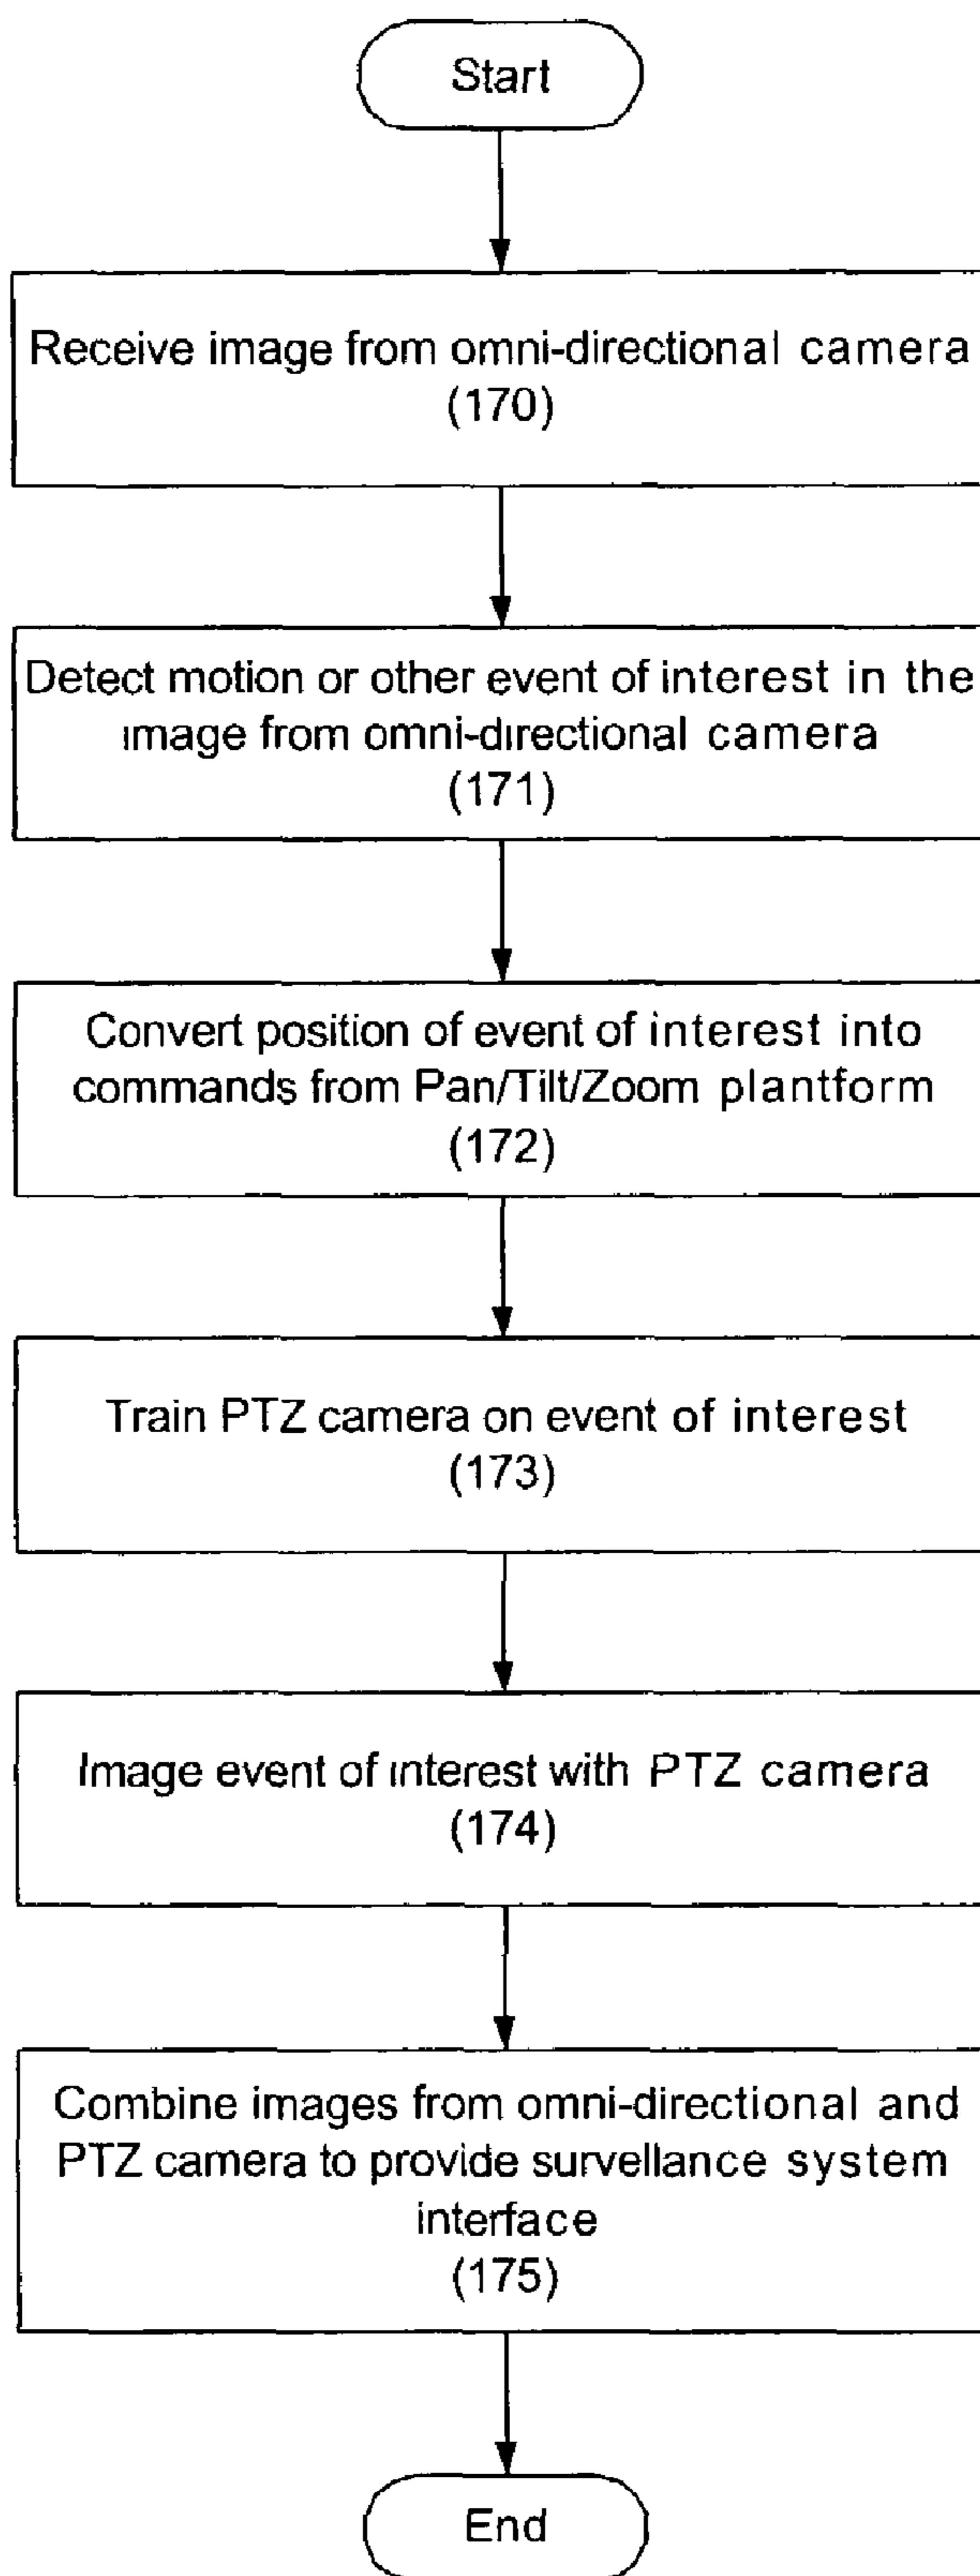 Start
Receive image from omni-directional camera
(170)
Detect motion or other event of interest in the
image from omni-directional camera
(171)
Convert position of event of interest into
commands from Pan/Tilt/Zoom plantform
(172)
Train PTZ camera on event of interest
(173)
Image event of interest with PTZ camera
(174)
Combine images from omni-directional and
PTZ camera to provide survellance system
interface
(175)
End